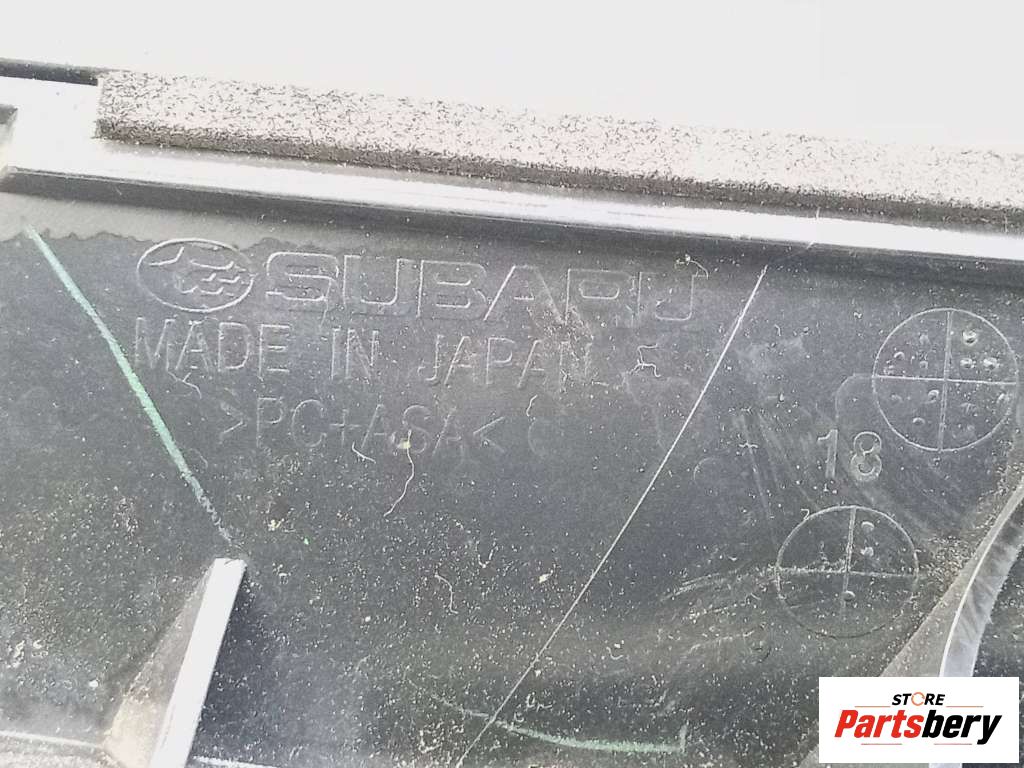 SUBARU
MADE IN JAPAN
>PC+ASA<
18
STORE
Partsbery